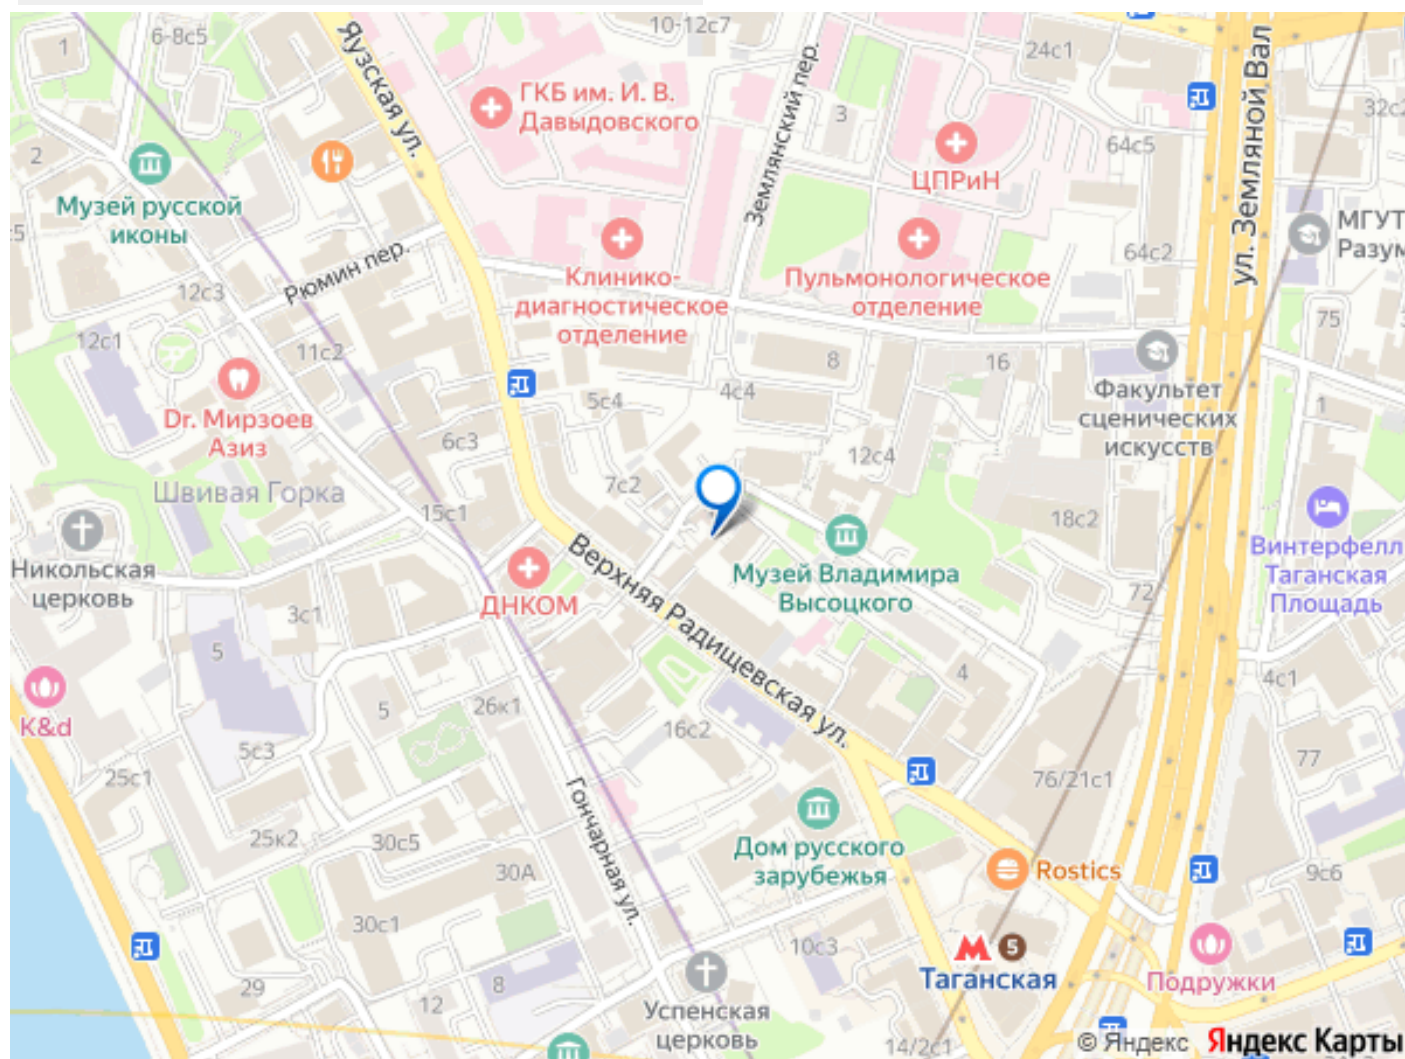 1
6-8с5
Яузская ул.
10-12с7
24с1
ул. Земляной Вал
ГКБ им. И. В.
Давыдовского
Землянский пер.
3
32с2
2
64с5
ЦПРиН
Музей русской
иконы
5
МГУТ
Разум
Рюмин пер.
64с2
Клинико-
диагностическое
отделение
Пульмонологическое
отделение
12с3
12с1
11с2
75
8
16
Факультет
сценических
искусств
Dr. Мирзоев
Азиз
5с4
4с4
1
6с3
12с4
Швивая Горка
7с2
15с1
18с2
Верхняя Радищевская ул.
Винтерфелл
Таганская
Площадь
Никольская
церковь
ДНКОМ
Музей Владимира
Высоцкого
72
3с1
5
4
4с1
K&d
5
26к1
16с2
5с3
25с1
76/21с1
77
Гончарная ул.
25к2
30с5
Дом русского
зарубежья
30А
Rostics
9с6
30с1
10с3
М 5
Таганская
Подружки
29
12
8
Успенская
церковь
14/2с1
© Яндекс Яндекс Карты